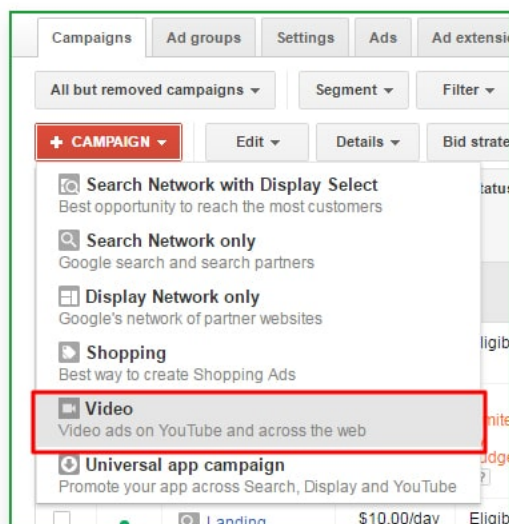 Campaigns Ad groups Settings Ads Ad extensi
All but removed campaigns Segment Filter
+ CAMPAIGN Edit Details Bid strate
Search Network with Display Select
Best opportunity to reach the most customers
tatus
Search Network only
Google search and search partners
Display Network only
Google's network of partner websites
Shopping
ligib
Best way to create Shopping Ads
Video
Video ads on YouTube and across the web
mite
Universal app campaign
udge
Promote your app across Search, Display and YouTube
?
Landing $10.00/day Eligib